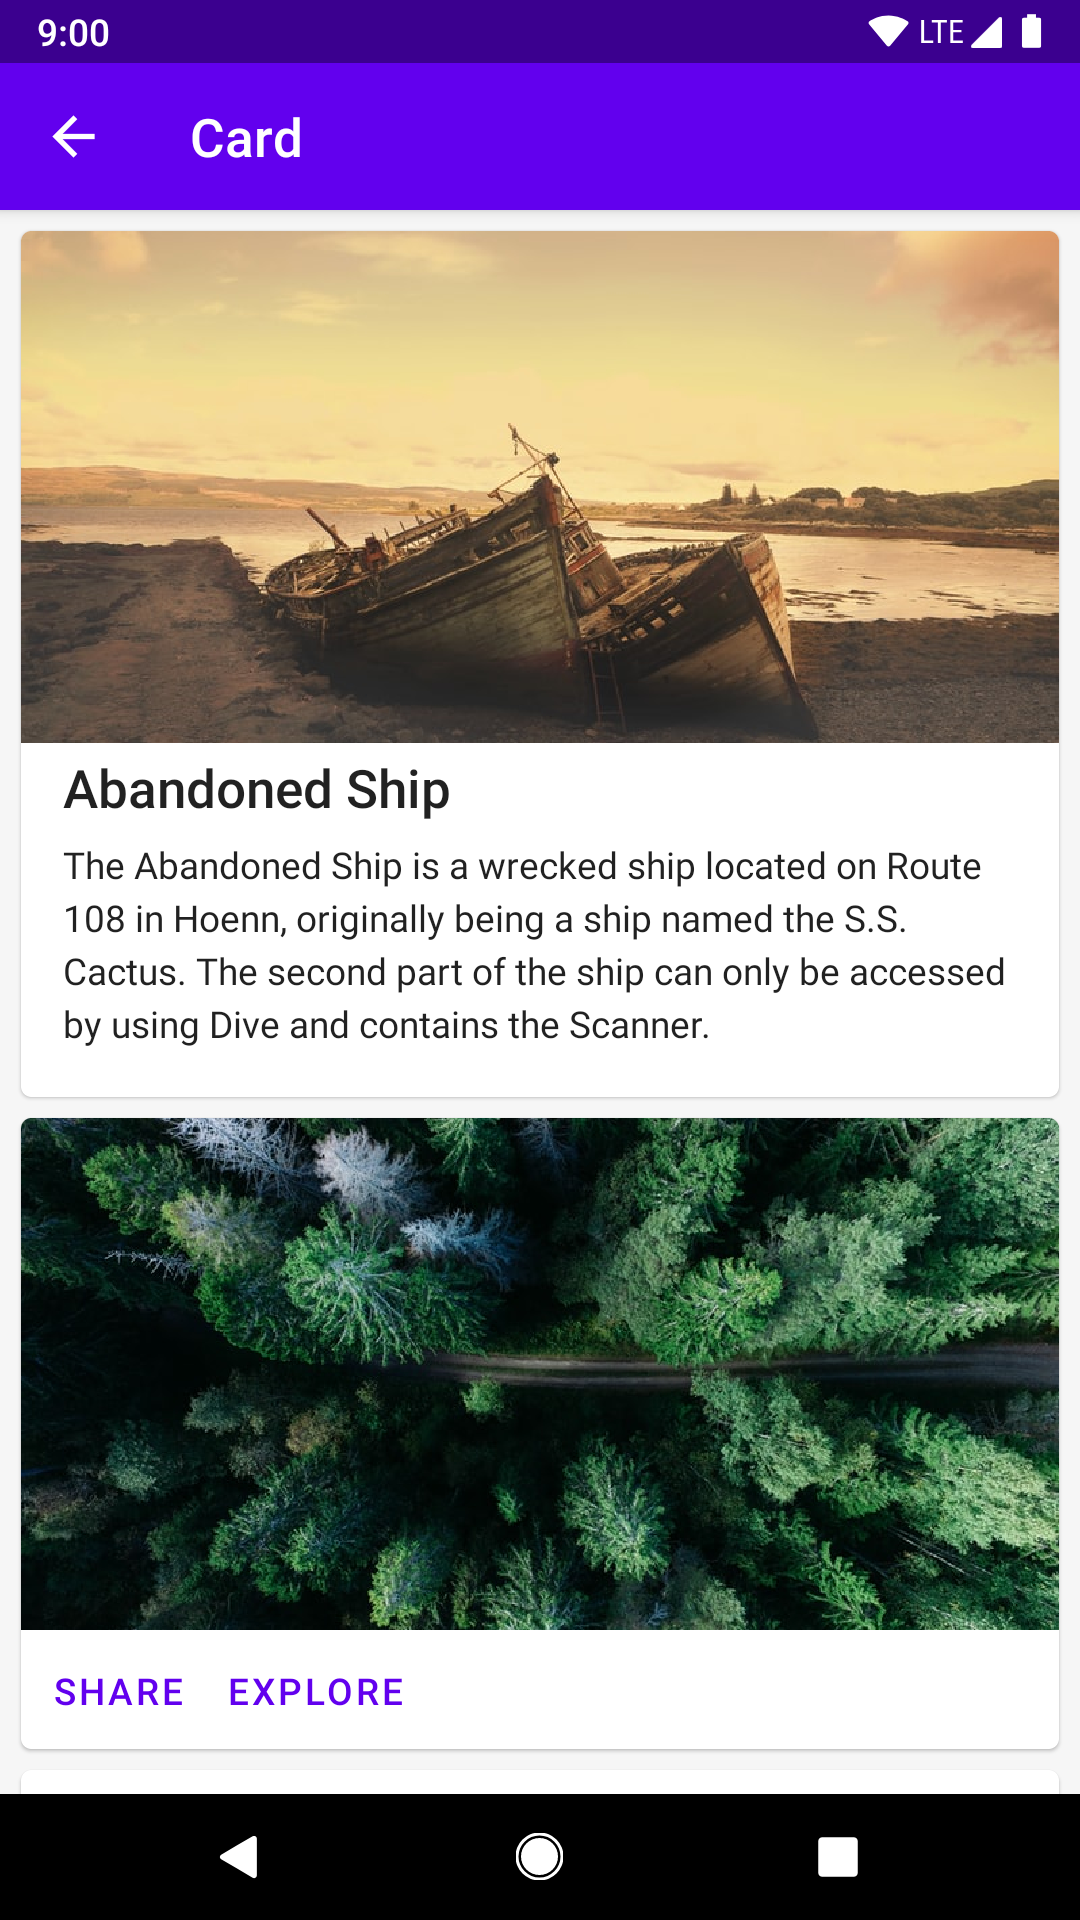 9:00 LTE
Card
Abandoned Ship
The Abandoned Ship is a wrecked ship located on Route
108 in Hoenn, originally being a ship named the S.S.
Cactus. The second part of the ship can only be accessed
by using Dive and contains the Scanner.
SHARE EXPLORE